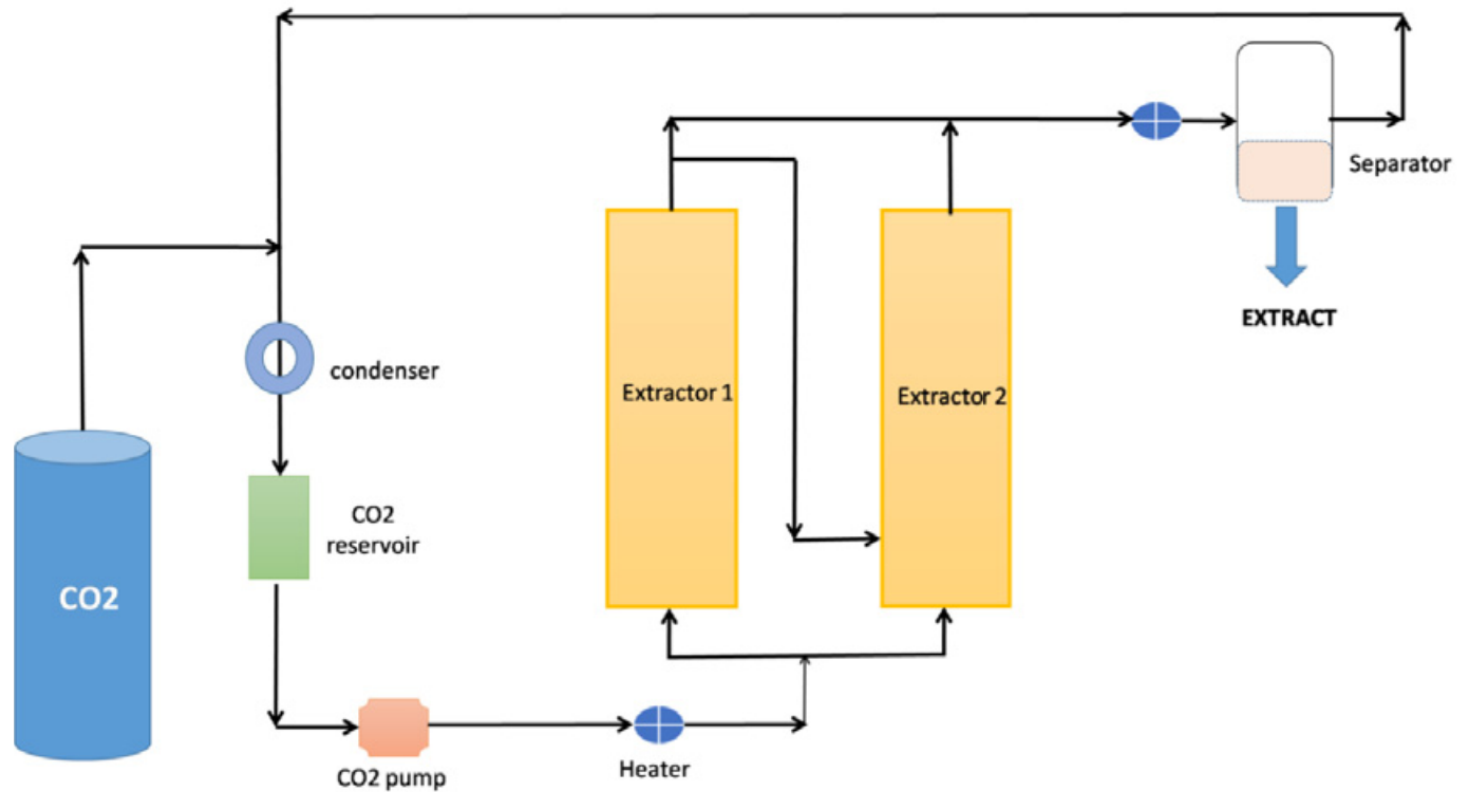 Separator
EXTRACT
condenser
Extractor 1
Extractor 2
CO2
reservoir
CO2
Heater
CO2 pump